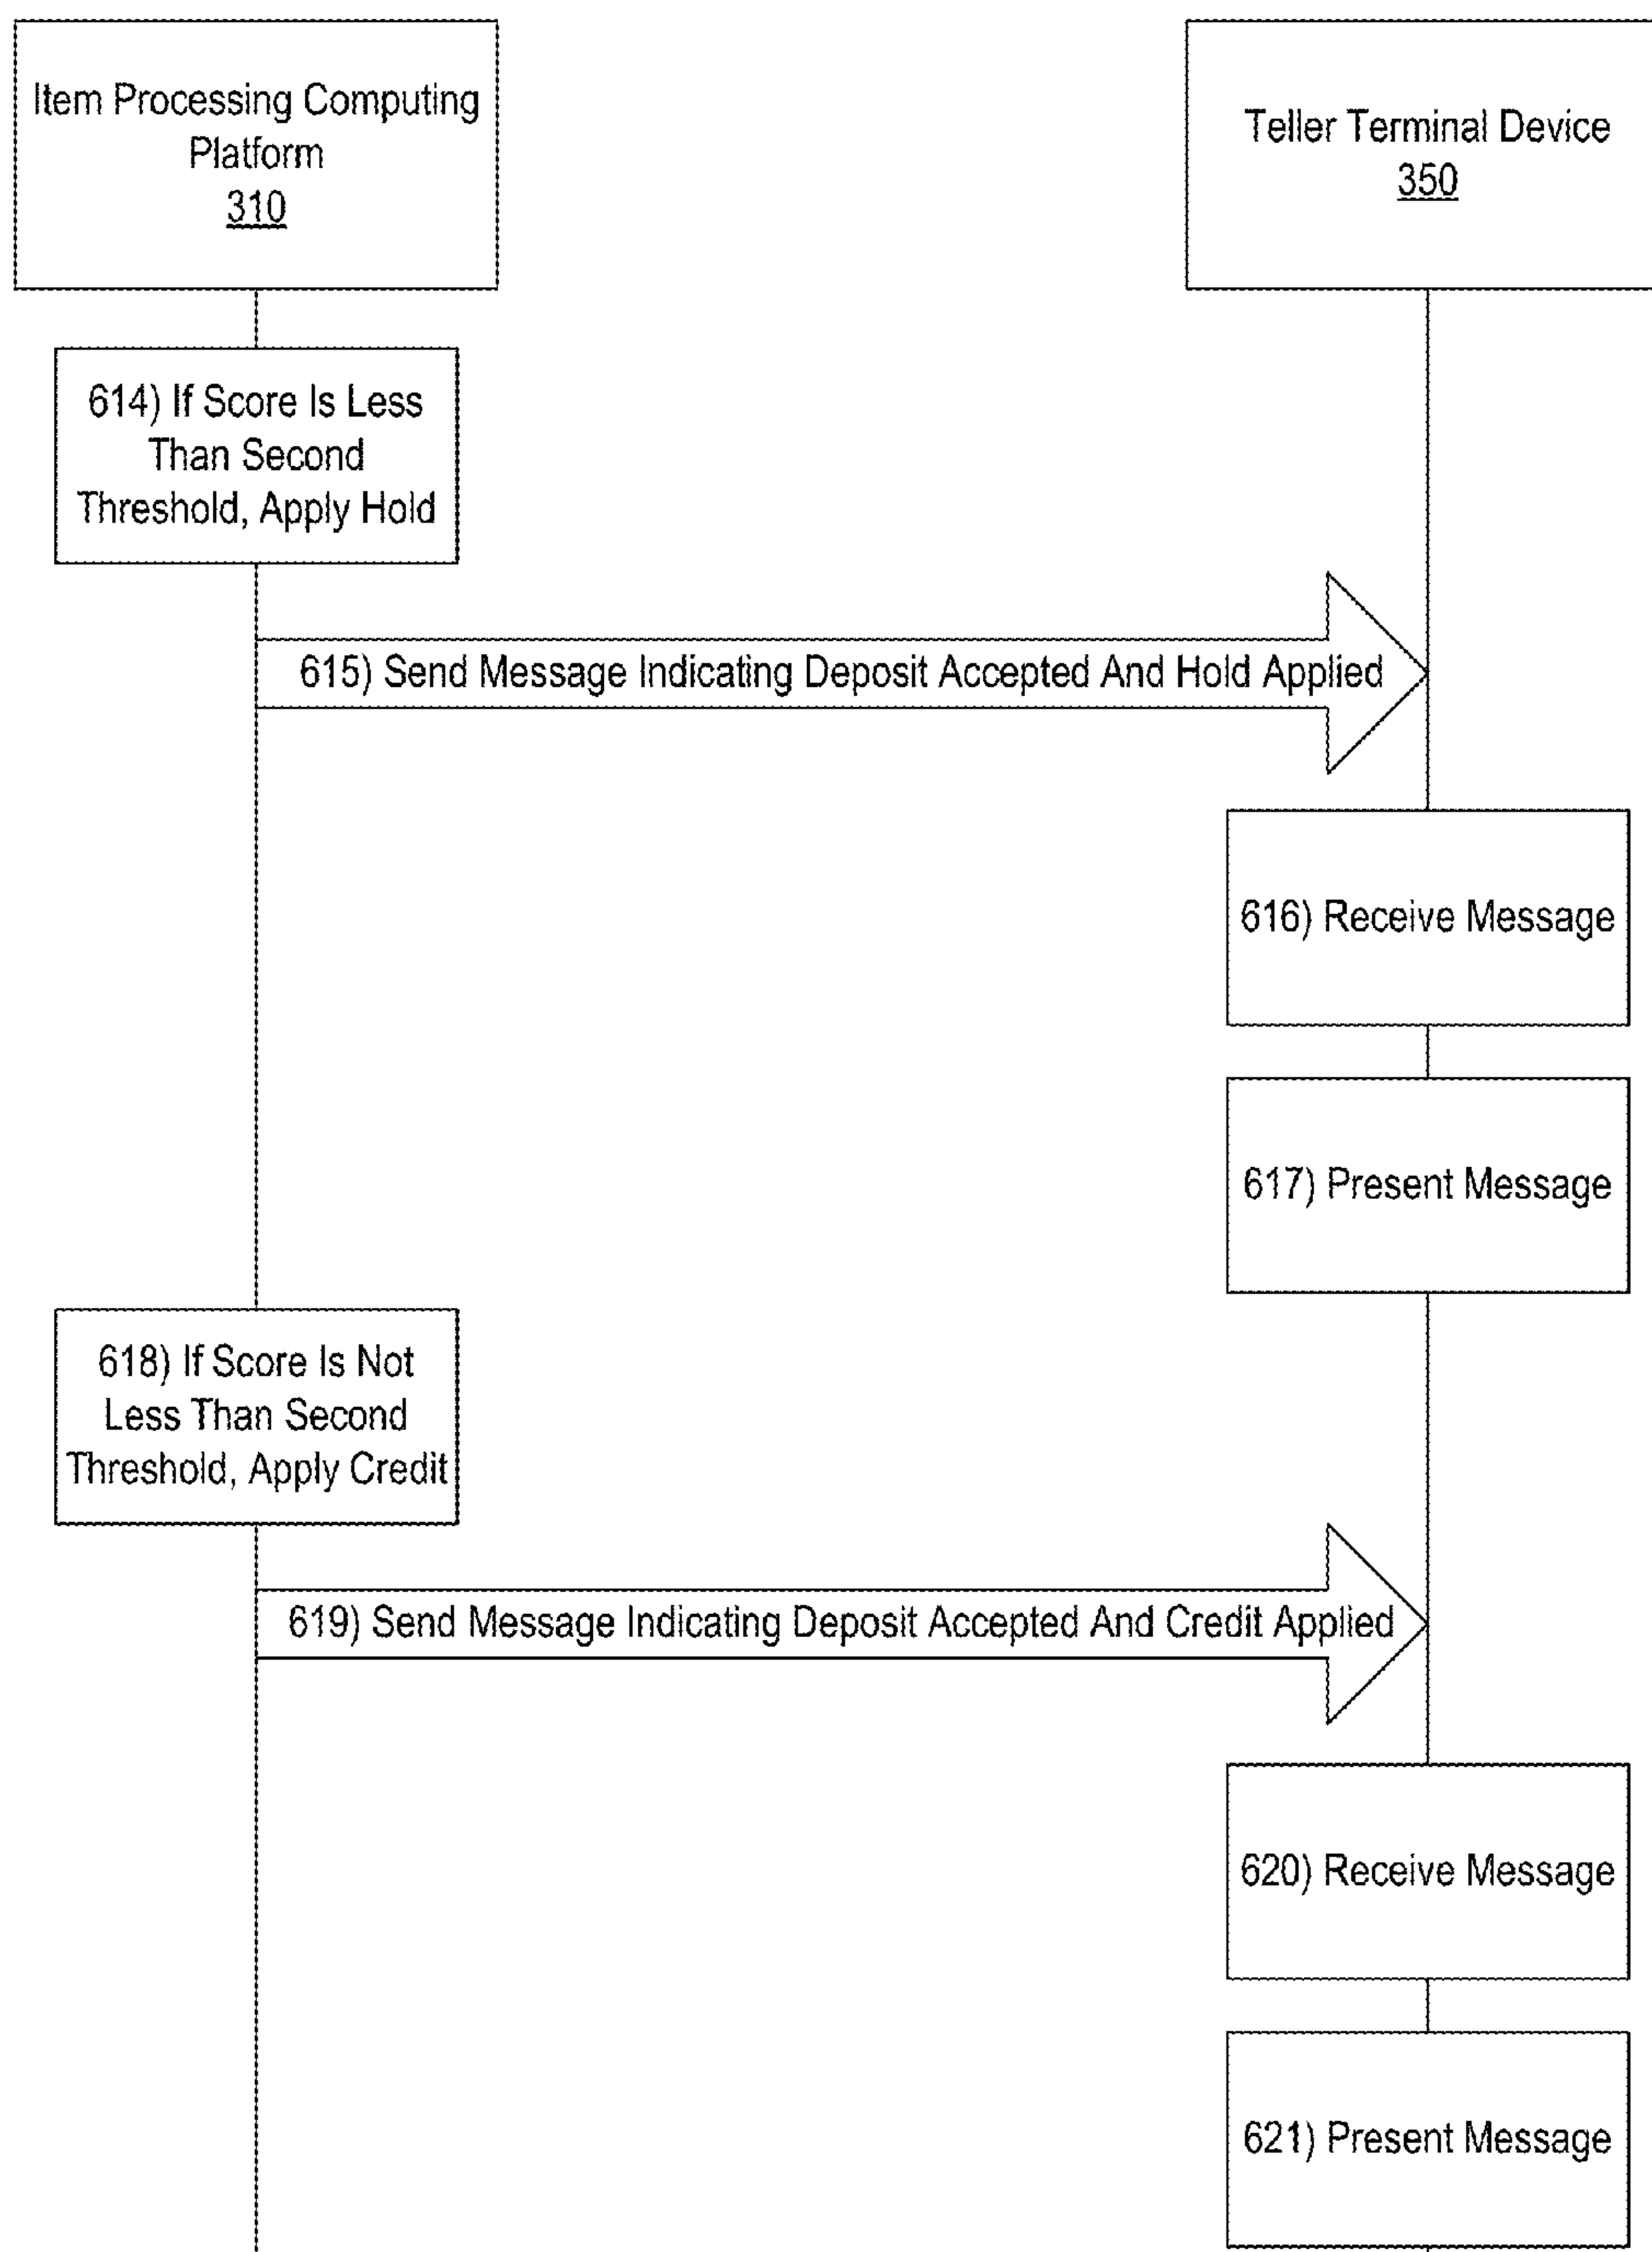 Item Processing Computing
Platform
310
Teller Terminal Device
350
614) If Score Is Less
Than Second
Threshold, Apply Hold
615) Send Message Indicating Deposit Accepted And Hold Applied
616) Receive Message
617) Present Message
618) If Score Is Not
Less Than Second
Threshold, Apply Credit
619) Send Message Indicating Deposit Accepted And Credit Applied
620) Receive Message
621) Present Message